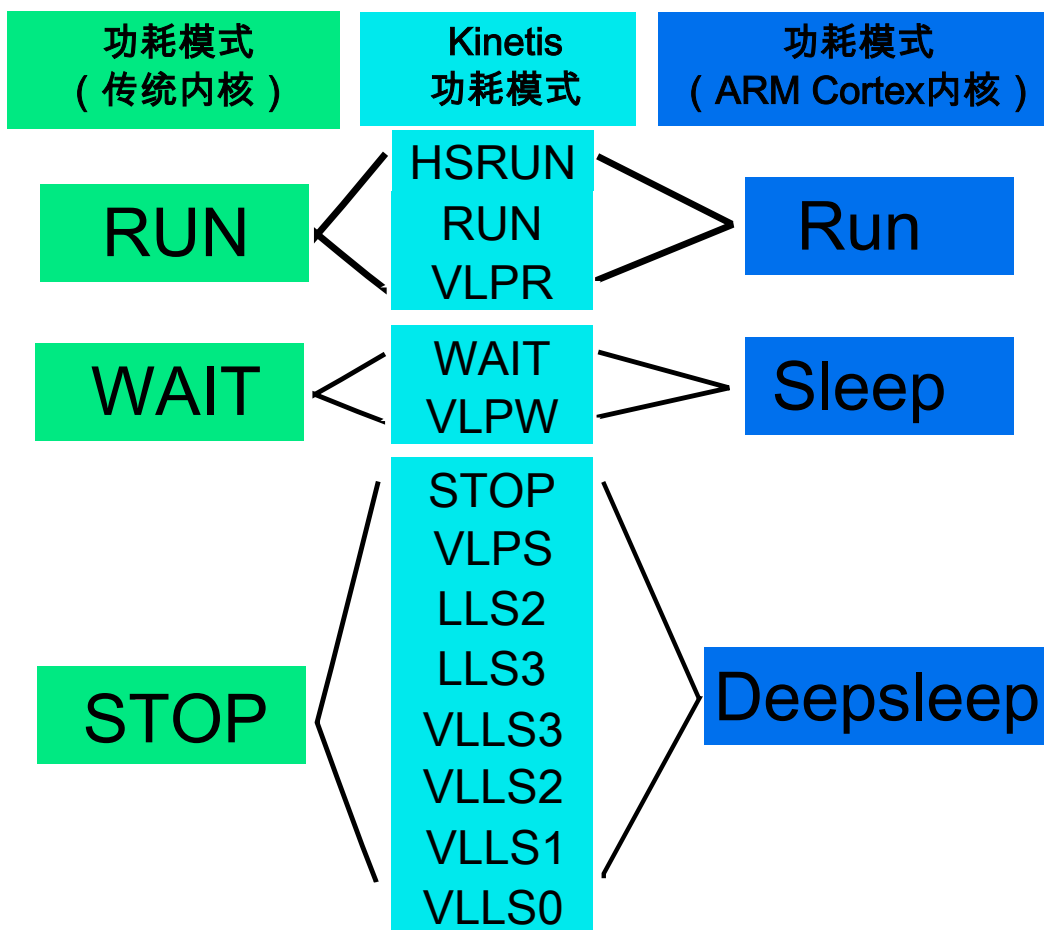 功耗模式
（传统内核）
Kinetis
功耗模式
功耗模式
（ARM Cortex内核）
RUN
HSRUN
RUN
VLPR
Run
WAIT
WAIT
VLPW
Sleep
STOP
STOP
VLPS
LLS2
LLS3
VLLS3
VLLS2
VLLS1
VLLS0
Deepsleep